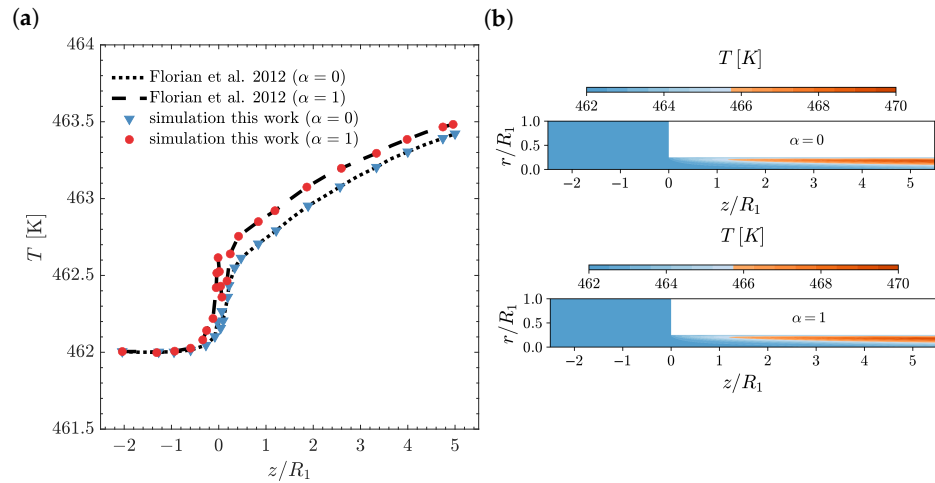 (a)
464
463.5
463
462.5
462
461.5
T [K]
Florian et al. 2012 (α = 0)
Florian et al. 2012 (α = 1)
simulation this work (α = 0)
simulation this work (α = 1)
−2 −1 0 1 2 3 4 5
z/R₁
(b)
T [K]
462 464 466 468 470
1.0
0.5
0.0
r/R₁
α = 0
−2 −1 0 1 2 3 4 5
z/R₁
T [K]
462 464 466 468 470
1.0
0.5
0.0
r/R₁
α = 1
−2 −1 0 1 2 3 4 5
z/R₁